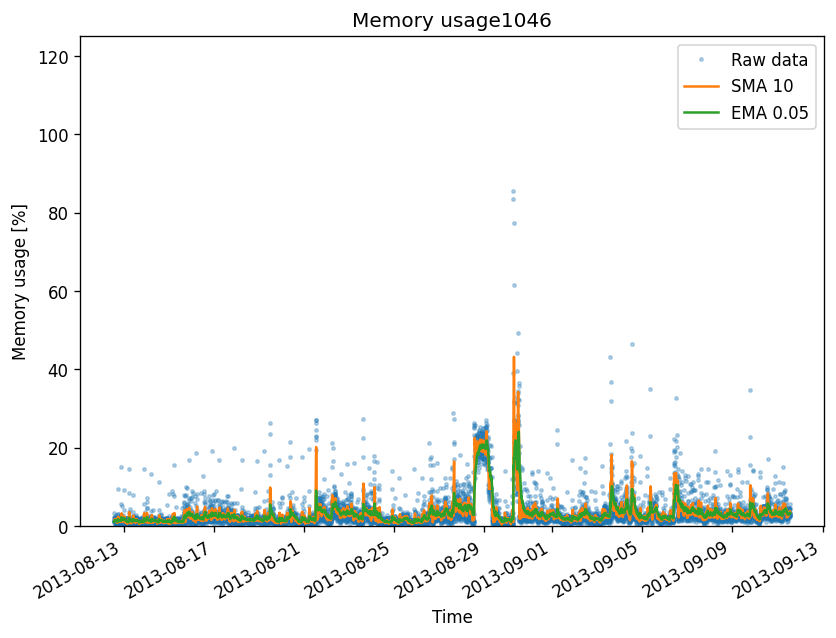 Memory usage1046
Raw data
SMA 10
EMA 0.05
Memory usage [%]
120
100
80
60
40
20
0
2013-08-13
2013-08-17
2013-08-21
2013-08-25
2013-08-29
2013-09-01
2013-09-05
2013-09-09
2013-09-13
Time